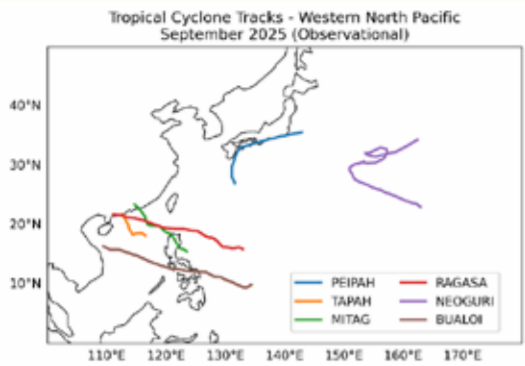 Tropical Cyclone Tracks - Western North Pacific
September 2025 (Observational)
40°N
30°N
20°N
10°N
PEIPAH RAGASA
TAPAH NEOGURI
MITAG BUALOI
110°E 120°E 130°E 140°E 150°E 160°E 170°E